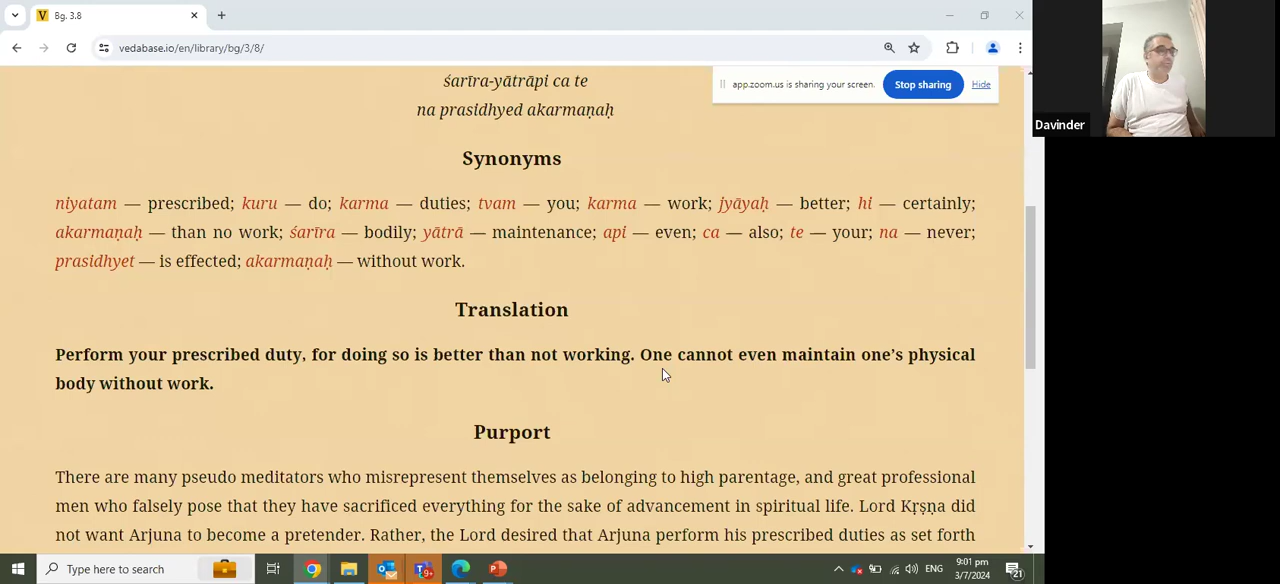 Bg. 3.8
vedabase.io/en/library/bg/3/8/
app.zoom.us is sharing your screen.
Stop sharing
Hide
Davinder
śarīra-yātrāpi ca te
na prasidhyed akarmaṇaḥ
Synonyms
niyatam — prescribed; kuru — do; karma — duties; tvam — you; karma — work; jyāyaḥ — better; hi — certainly;
akarmaṇaḥ — than no work; śarīra — bodily; yātrā — maintenance; api — even; ca — also; te — your; na — never;
prasidhyet — is effected; akarmaṇaḥ — without work.
Translation
Perform your prescribed duty, for doing so is better than not working. One cannot even maintain one's physical
body without work.
Purport
There are many pseudo meditators who misrepresent themselves as belonging to high parentage, and great professional
men who falsely pose that they have sacrificed everything for the sake of advancement in spiritual life. Lord Kṛṣṇa did
not want Arjuna to become a pretender. Rather, the Lord desired that Arjuna perform his prescribed duties as set forth
Type here to search
ENG
9:01 pm
3/7/2024
21